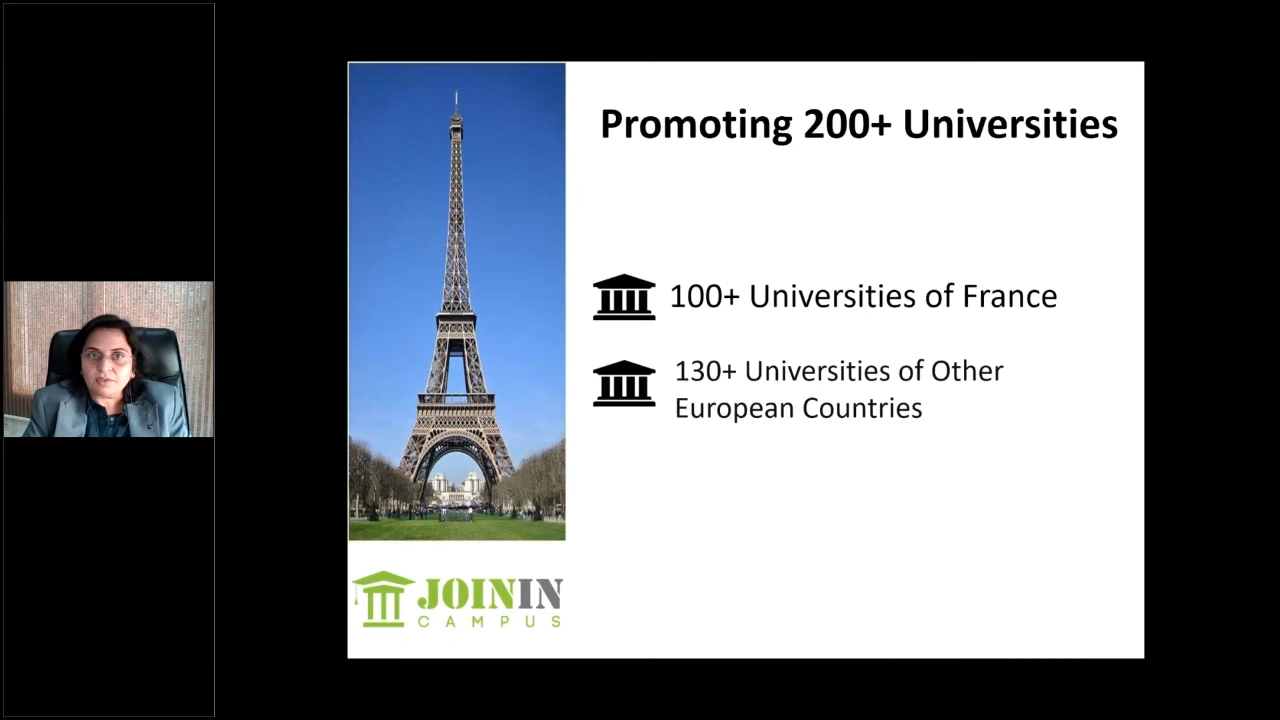 Promoting 200+ Universities
100+ Universities of France
130+ Universities of Other
European Countries
JOININ
CAMPUS